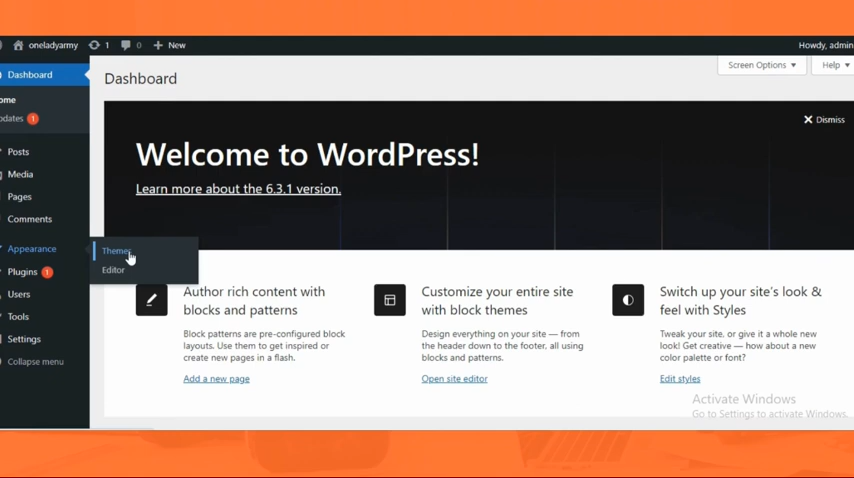 oneladyarmy 1 0 New Howdy, admin
Dashboard
Screen Options ▼ Help ▼
Dashboard
ome
pdates 1
Posts
Media
Pages
Comments
Appearance
Themes
Editor
Plugins 1
Users
Tools
Settings
Collapse menu
Dismiss
Welcome to WordPress!
Learn more about the 6.3.1 version.
Author rich content with
blocks and patterns
Block patterns are pre-configured block
layouts. Use them to get inspired or
create new pages in a flash.
Add a new page
Customize your entire site
with block themes
Design everything on your site — from
the header down to the footer, all using
blocks and patterns.
Open site editor
Switch up your site's look &
feel with Styles
Tweak your site, or give it a whole new
look! Get creative — how about a new
color palette or font?
Edit styles
Activate Windows
Go to Settings to activate Windows.